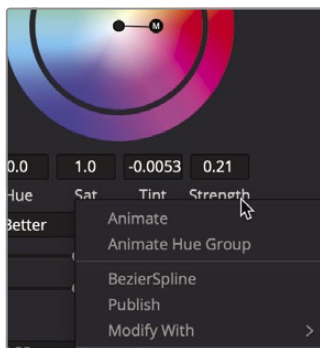 M
0.0 1.0 -0.0053 0.21
Hue Sat Tint Strength
Better
Animate
Animate Hue Group
BezierSpline
Publish
Modify With >